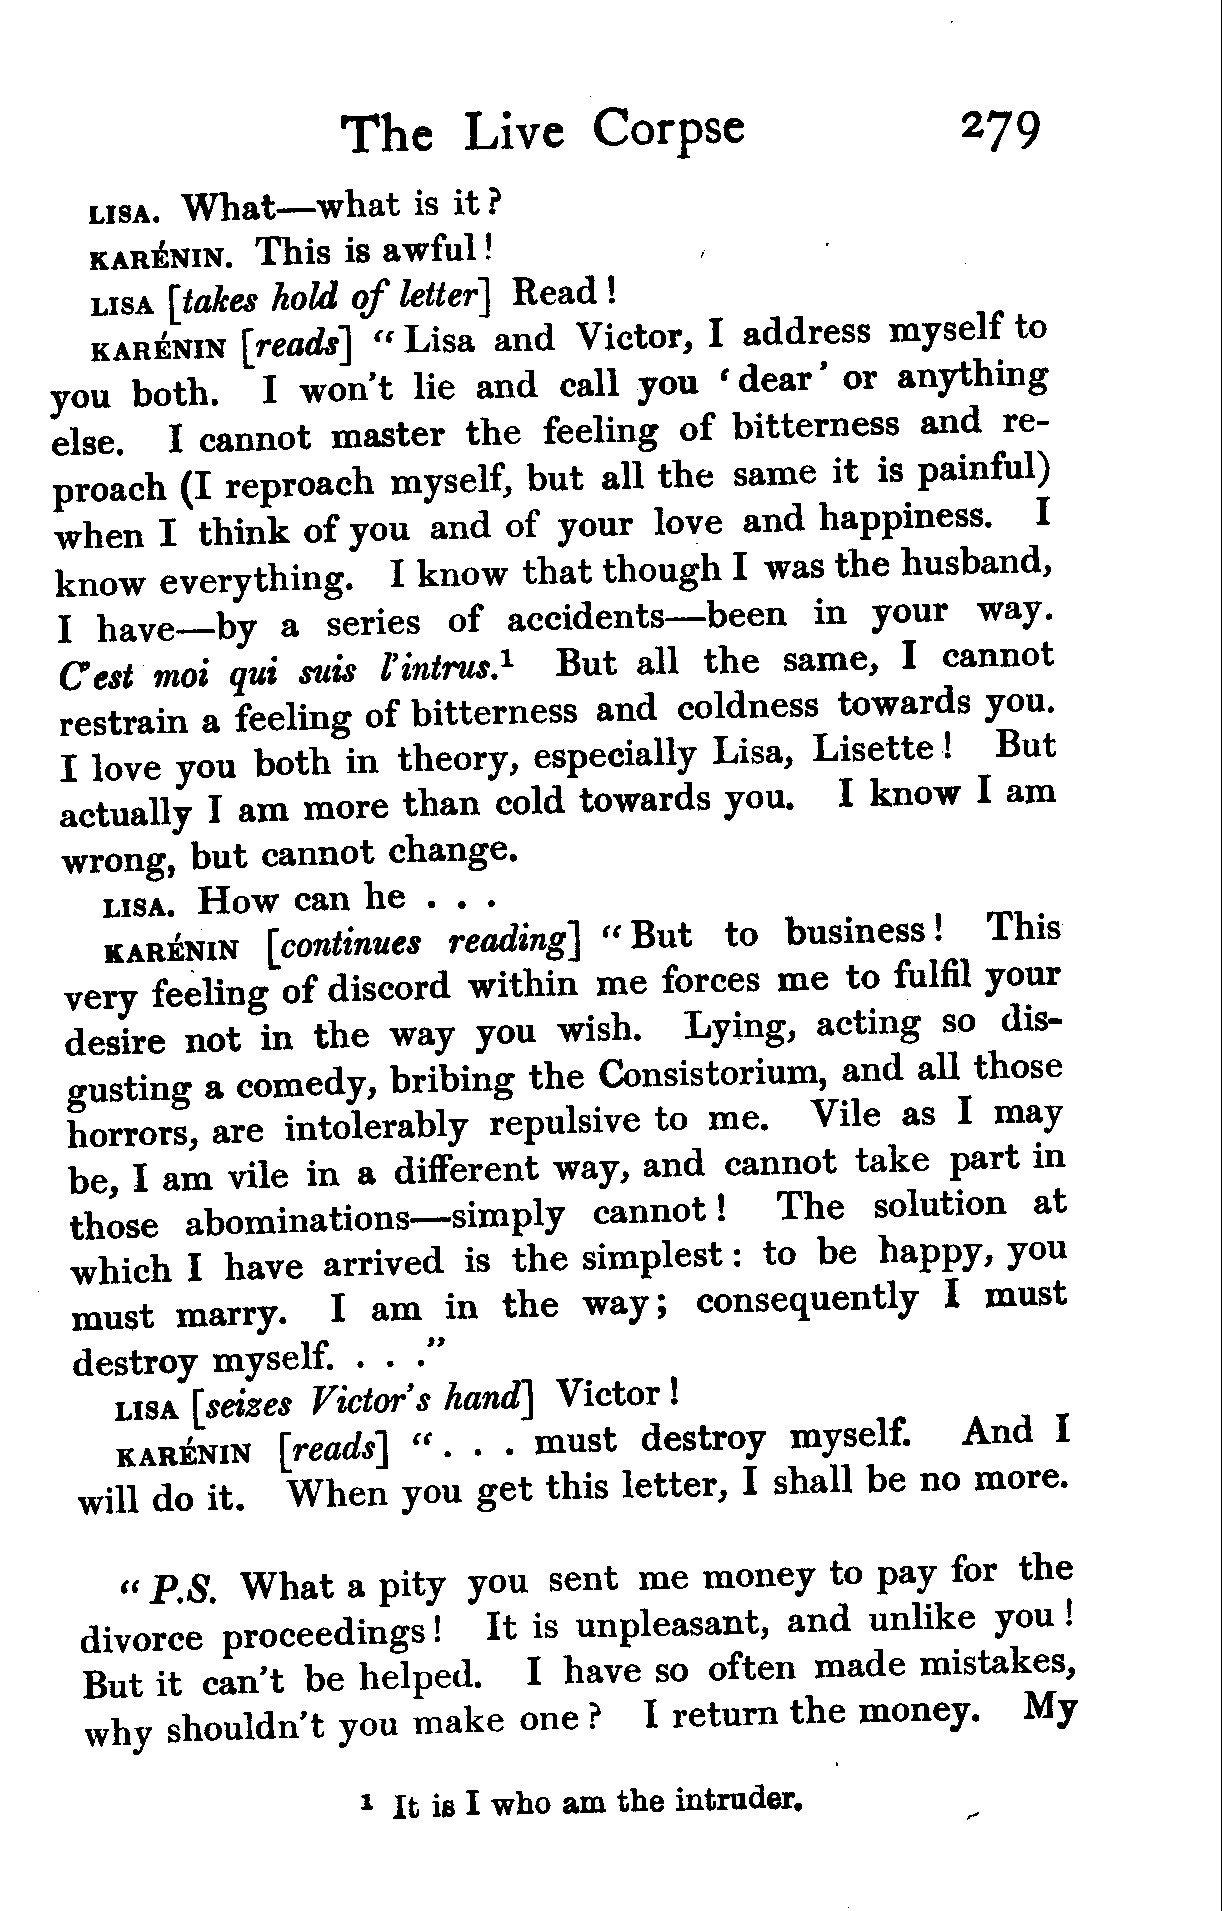 The Live Corpse 279
LISA. What—what is it?
KARÉNIN. This is awful!
LISA [takes hold of letter] Read!
KARÉNIN [reads] “Lisa and Victor, I address myself to
you both. I won't lie and call you ‘dear’ or anything
else. I cannot master the feeling of bitterness and re-
proach (I reproach myself, but all the same it is painful)
when I think of you and of your love and happiness. I
know everything. I know that though I was the husband,
I have—by a series of accidents—been in your way.
C'est moi qui suis l'intrus.¹ But all the same, I cannot
restrain a feeling of bitterness and coldness towards you.
I love you both in theory, especially Lisa, Lisette! But
actually I am more than cold towards you. I know I am
wrong, but cannot change.
LISA. How can he . . .
KARÉNIN [continues reading] “But to business! This
very feeling of discord within me forces me to fulfil your
desire not in the way you wish. Lying, acting so dis-
gusting a comedy, bribing the Consistorium, and all those
horrors, are intolerably repulsive to me. Vile as I may
be, I am vile in a different way, and cannot take part in
those abominations—simply cannot! The solution at
which I have arrived is the simplest: to be happy, you
must marry. I am in the way; consequently I must
destroy myself. . . .”
LISA [seizes Victor's hand] Victor!
KARÉNIN [reads] “. . . must destroy myself. And I
will do it. When you get this letter, I shall be no more.
“P.S. What a pity you sent me money to pay for the
divorce proceedings! It is unpleasant, and unlike you!
But it can't be helped. I have so often made mistakes,
why shouldn't you make one? I return the money. My
¹ It is I who am the intruder.